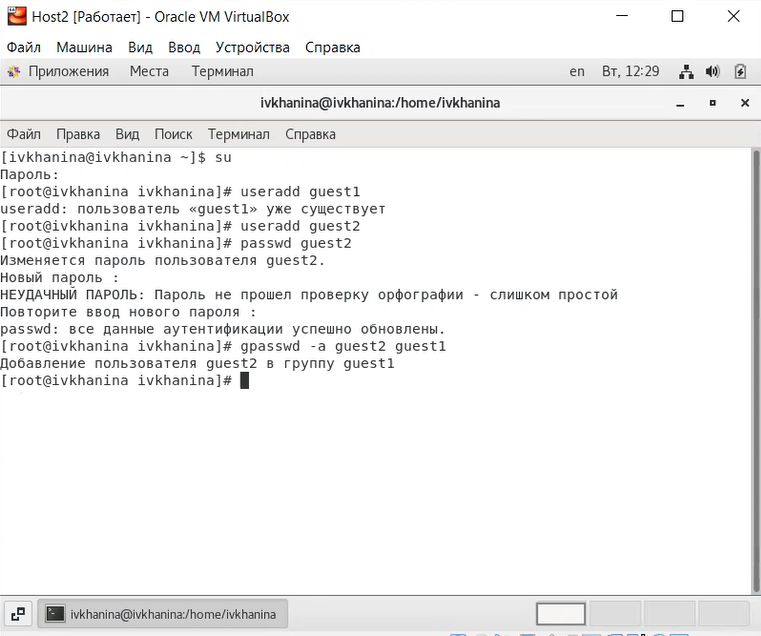 Host2 [Работает] - Oracle VM VirtualBox
Файл Машина Вид Ввод Устройства Справка
Приложения Места Терминал en Вт, 12:29
ivkhanina@ivkhanina:/home/ivkhanina
Файл Правка Вид Поиск Терминал Справка
[ivkhanina@ivkhanina ~]$ su
Пароль:
[root@ivkhanina ivkhanina]# useradd guest1
useradd: пользователь «guest1» уже существует
[root@ivkhanina ivkhanina]# useradd guest2
[root@ivkhanina ivkhanina]# passwd guest2
Изменяется пароль пользователя guest2.
Новый пароль :
НЕУДАЧНЫЙ ПАРОЛЬ: Пароль не прошел проверку орфографии - слишком простой
Повторите ввод нового пароля :
passwd: все данные аутентификации успешно обновлены.
[root@ivkhanina ivkhanina]# gpasswd -a guest2 guest1
Добавление пользователя guest2 в группу guest1
[root@ivkhanina ivkhanina]#
ivkhanina@ivkhanina:/home/ivkhanina